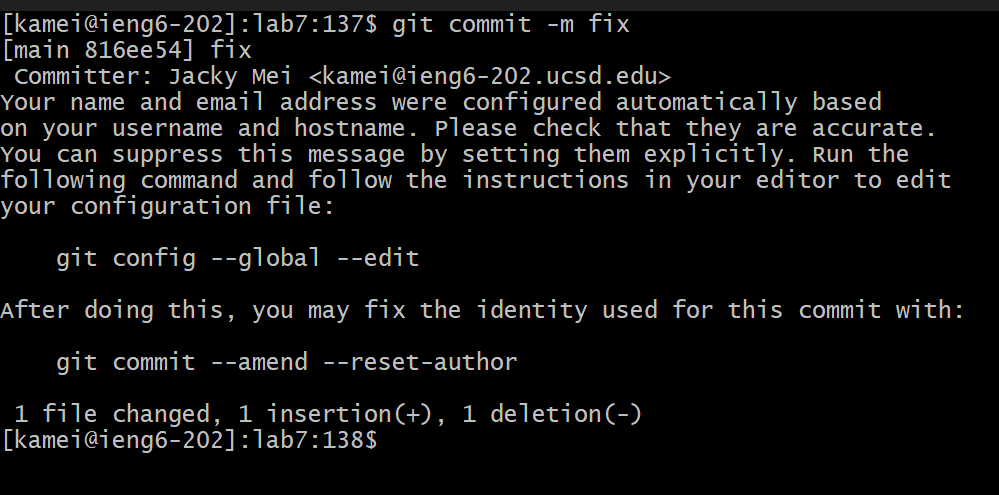 [kamei@ieng6-202]:lab7:137$ git commit -m fix
[main 816ee54] fix
 Committer: Jacky Mei <kamei@ieng6-202.ucsd.edu>
Your name and email address were configured automatically based
on your username and hostname. Please check that they are accurate.
You can suppress this message by setting them explicitly. Run the
following command and follow the instructions in your editor to edit
your configuration file:

    git config --global --edit

After doing this, you may fix the identity used for this commit with:

    git commit --amend --reset-author

 1 file changed, 1 insertion(+), 1 deletion(-)
[kamei@ieng6-202]:lab7:138$